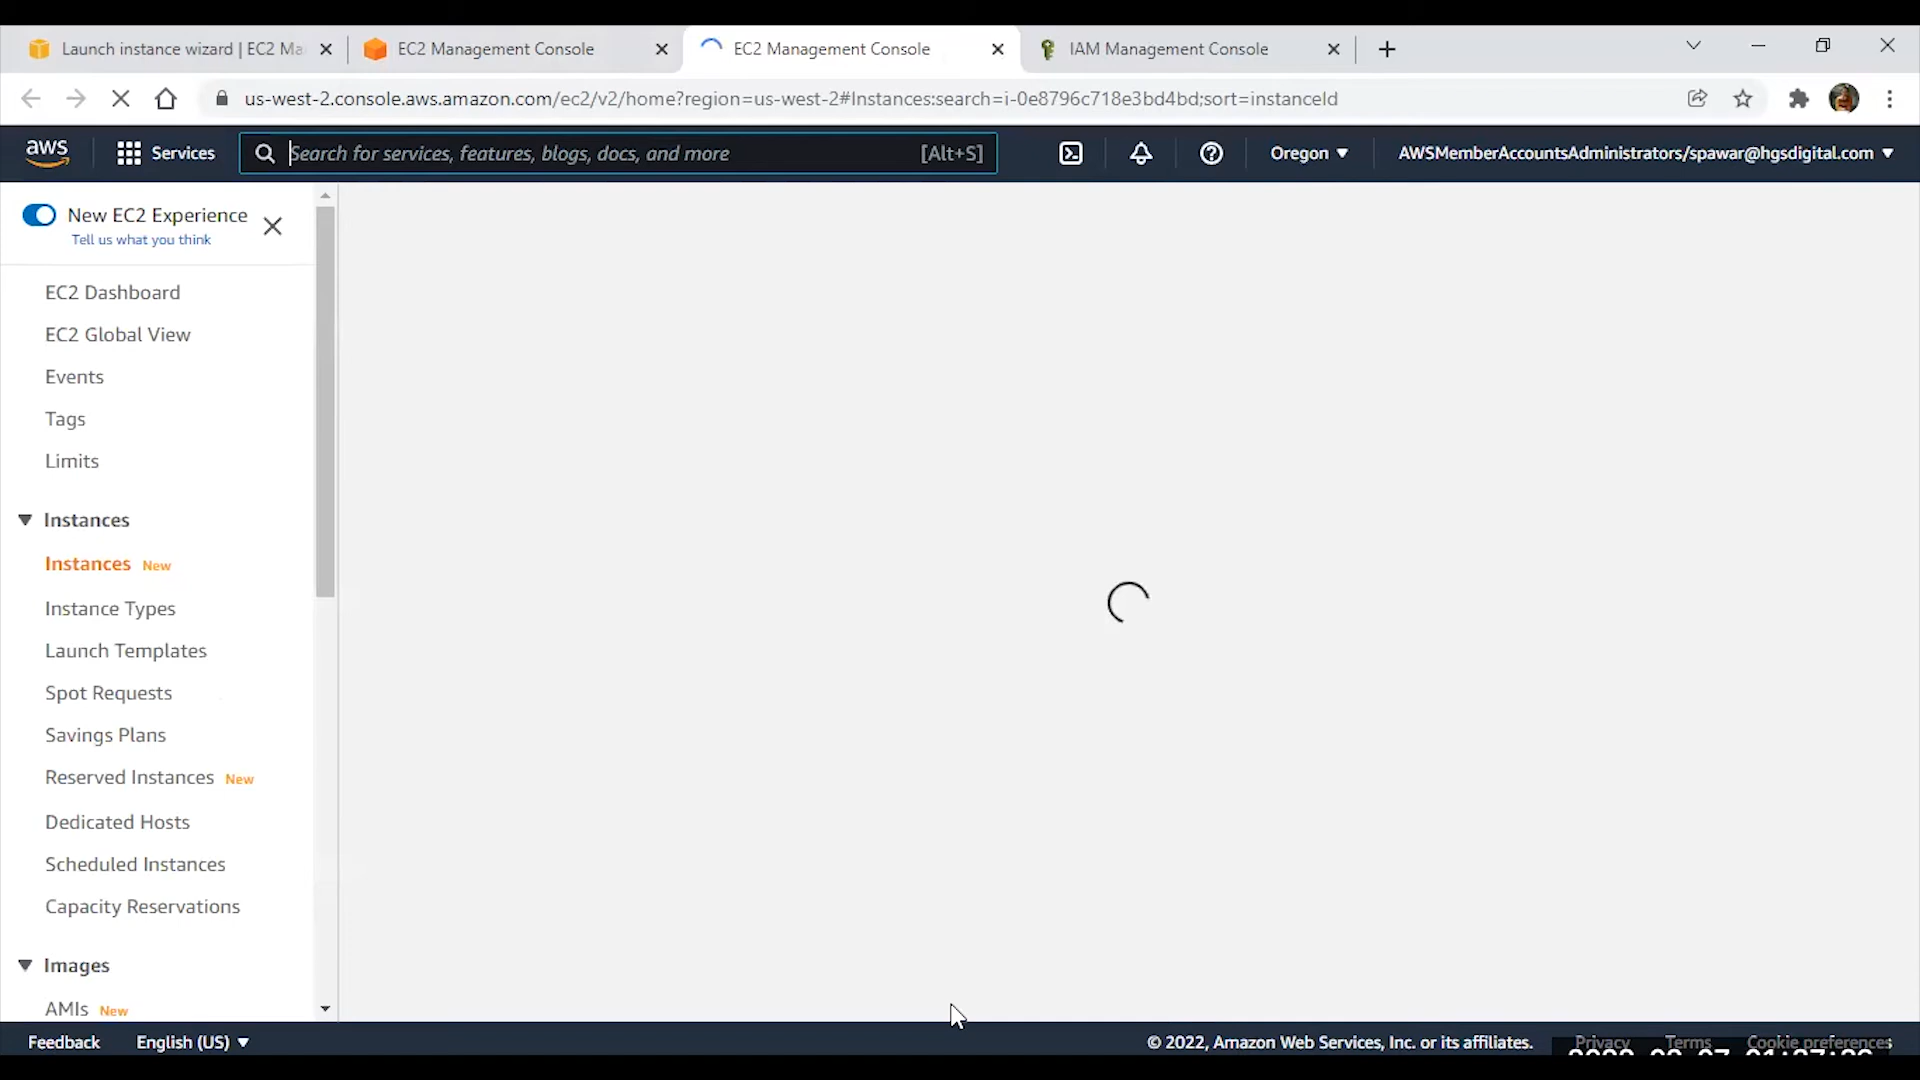 Launch instance wizard | EC2 Ma
EC2 Management Console
EC2 Management Console
IAM Management Console
us-west-2.console.aws.amazon.com/ec2/v2/home?region=us-west-2#Instances:search=i-0e8796c718e3bd4bd;sort=instanceId
aws
Services
Search for services, features, blogs, docs, and more
[Alt+S]
Oregon
AWSMemberAccountsAdministrators/spawar@hgsdigital.com
New EC2 Experience
Tell us what you think
EC2 Dashboard
EC2 Global View
Events
Tags
Limits
Instances
Instances New
Instance Types
Launch Templates
Spot Requests
Savings Plans
Reserved Instances New
Dedicated Hosts
Scheduled Instances
Capacity Reservations
Images
AMIs New
Feedback
English (US)
© 2022, Amazon Web Services, Inc. or its affiliates.
Privacy
Terms
Cookie preferences